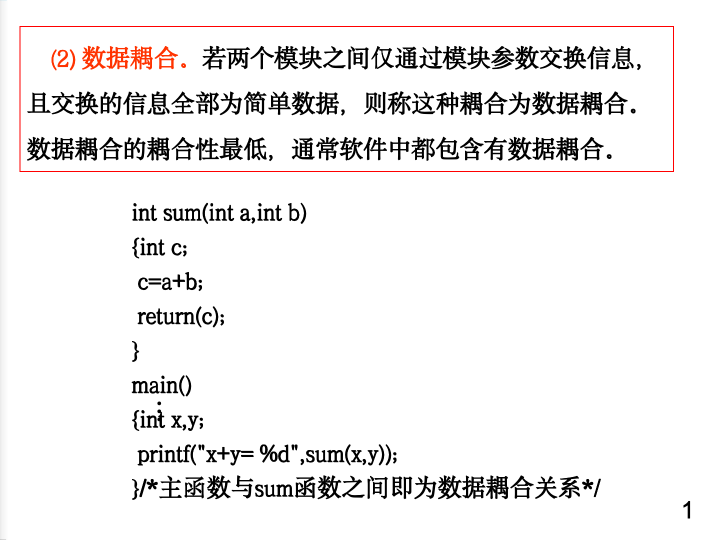 (2) 数据耦合。若两个模块之间仅通过模块参数交换信息，
且交换的信息全部为简单数据，则称这种耦合为数据耦合。
数据耦合的耦合性最低，通常软件中都包含有数据耦合。
int sum(int a,int b)
{int c;
c=a+b;
return(c);
}
main()
{int x,y;
printf("x+y= %d",sum(x,y));
}/*主函数与sum函数之间即为数据耦合关系*/
1